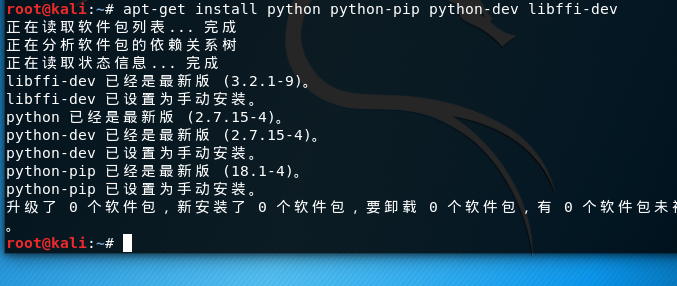 root@kali:~# apt-get install python python-pip python-dev libffi-dev
正在读取软件包列表... 完成
正在分析软件包的依赖关系树
正在读取状态信息... 完成
libffi-dev 已经是最新版 (3.2.1-9)。
libffi-dev 已设置为手动安装。
python 已经是最新版 (2.7.15-4)。
python-dev 已经是最新版 (2.7.15-4)。
python-dev 已设置为手动安装。
python-pip 已经是最新版 (18.1-4)。
python-pip 已设置为手动安装。
升级了 0 个软件包，新安装了 0 个软件包，要卸载 0 个软件包，有 0 个软件包未
。
root@kali:~#